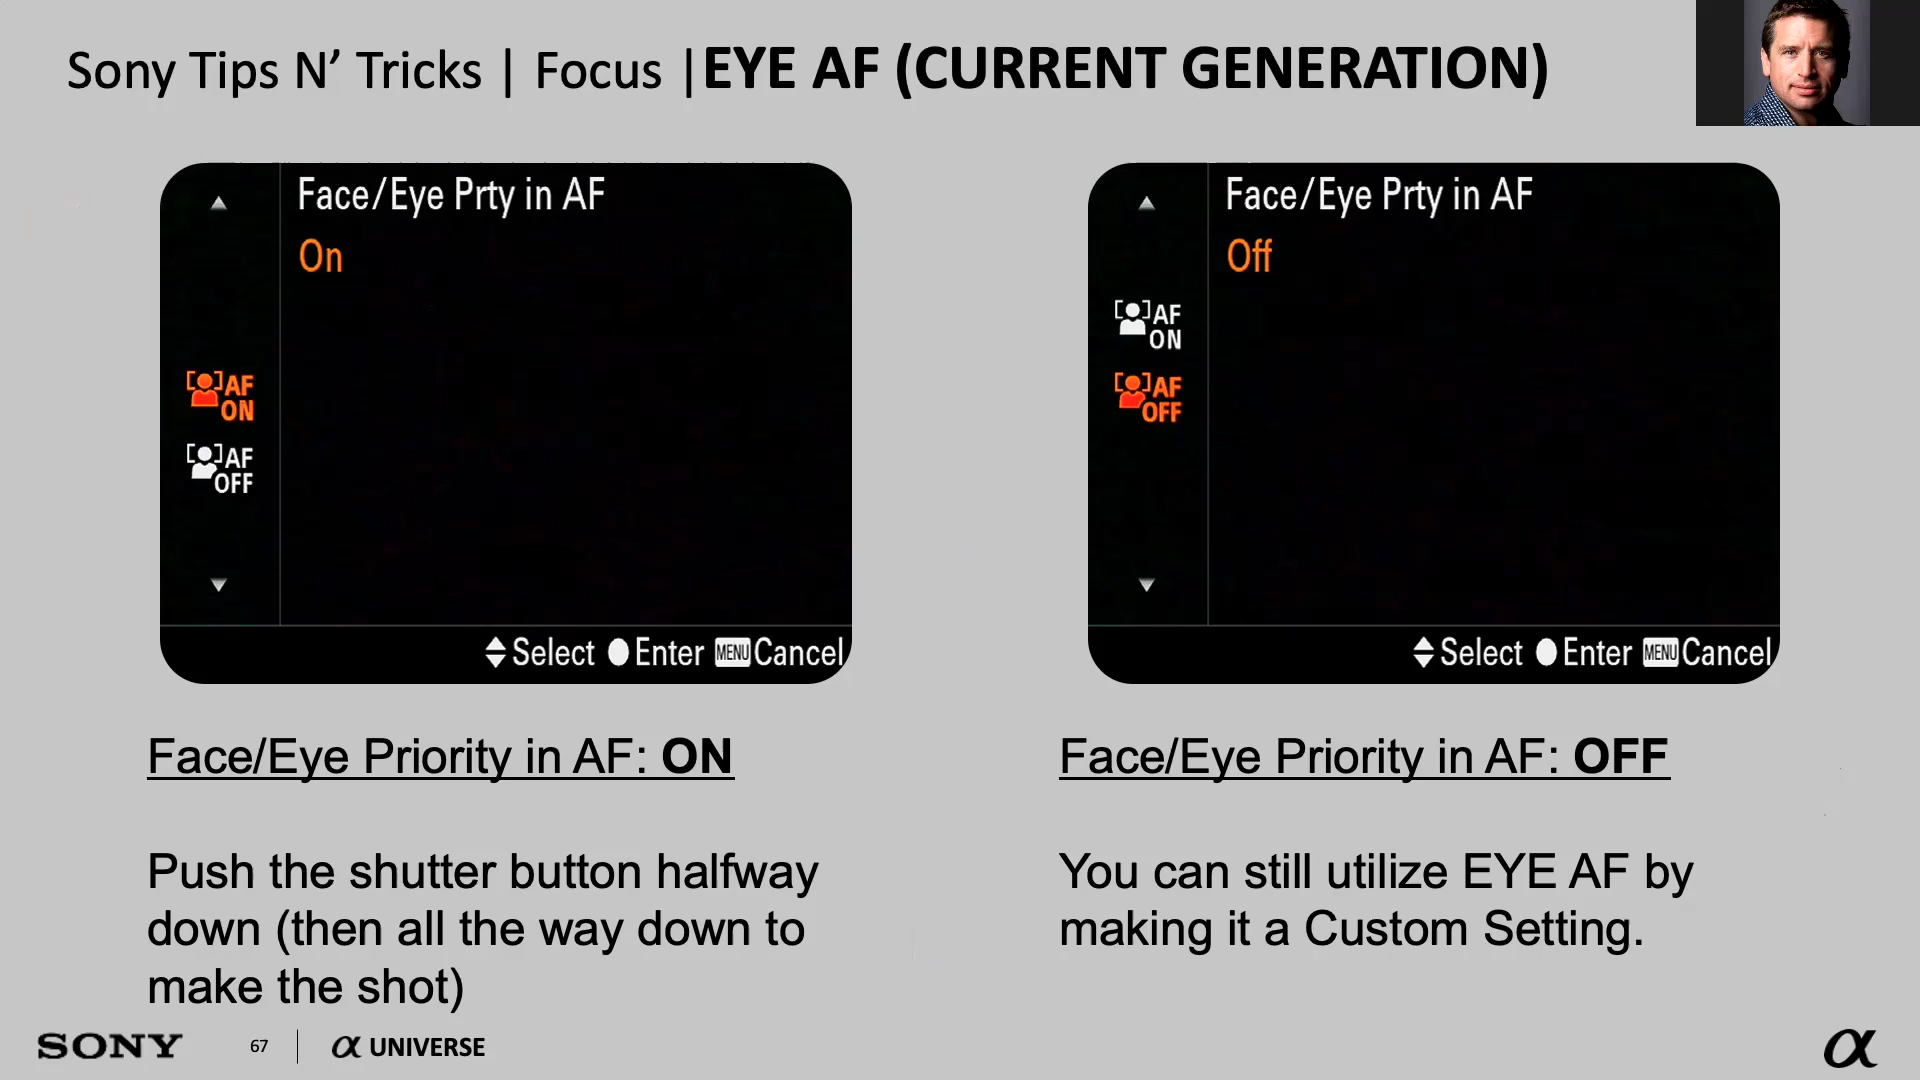 Sony Tips N’ Tricks | Focus |EYE AF (CURRENT GENERATION)
Face/Eye Prty in AF
On
AF
ON
AF
OFF
Select Enter MENU Cancel
Face/Eye Prty in AF
Off
AF
ON
AF
OFF
Select Enter MENU Cancel
Face/Eye Priority in AF: ON
Push the shutter button halfway
down (then all the way down to
make the shot)
Face/Eye Priority in AF: OFF
You can still utilize EYE AF by
making it a Custom Setting.
SONY 67 | α UNIVERSE
α